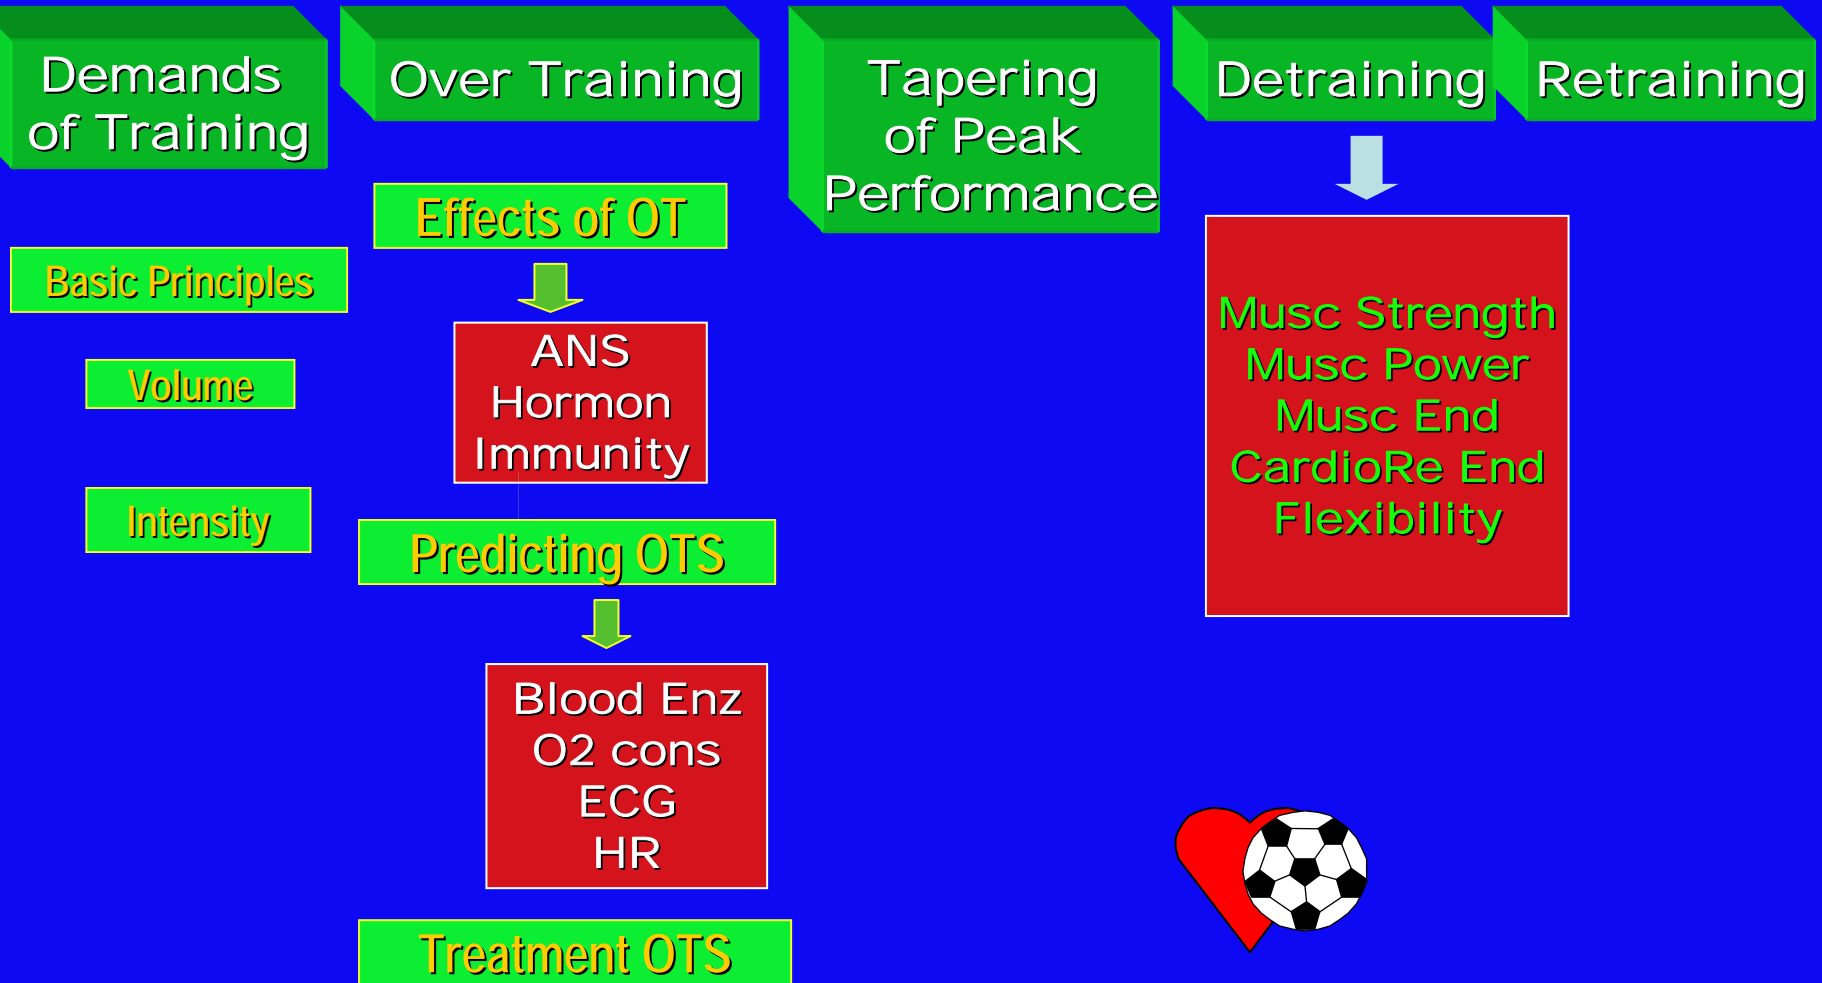 Demands
of Training
Over Training
Tapering
of Peak
Performance
Detraining
Retraining
Basic Principles
Volume
Intensity
Effects of OT
ANS
Hormon
Immunity
Predicting OTS
Blood Enz
O2 cons
ECG
HR
Treatment OTS
Musc Strength
Musc Power
Musc End
CardioRe End
Flexibility